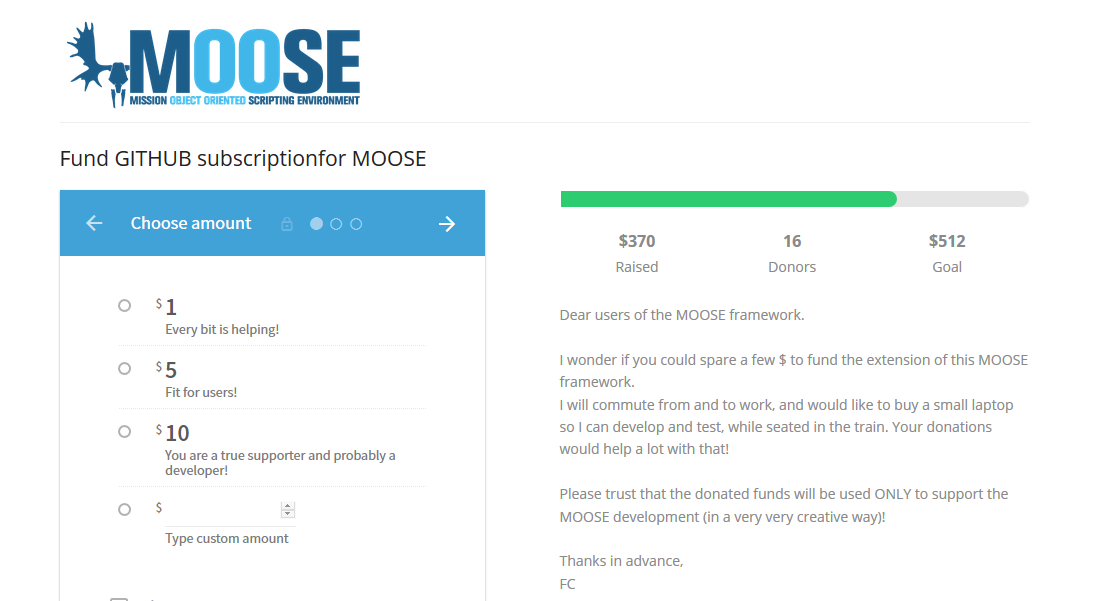 MOOSE
MISSION OBJECT ORIENTED SCRIPTING ENVIRONMENT
Fund GITHUB subscriptionfor MOOSE
Choose amount
$ 1
Every bit is helping!
$ 5
Fit for users!
$ 10
You are a true supporter and probably a
developer!
$
Type custom amount
$370 16 $512
Raised Donors Goal
Dear users of the MOOSE framework.
I wonder if you could spare a few $ to fund the extension of this MOOSE
framework.
I will commute from and to work, and would like to buy a small laptop
so I can develop and test, while seated in the train. Your donations
would help a lot with that!
Please trust that the donated funds will be used ONLY to support the
MOOSE development (in a very very creative way)!
Thanks in advance,
FC